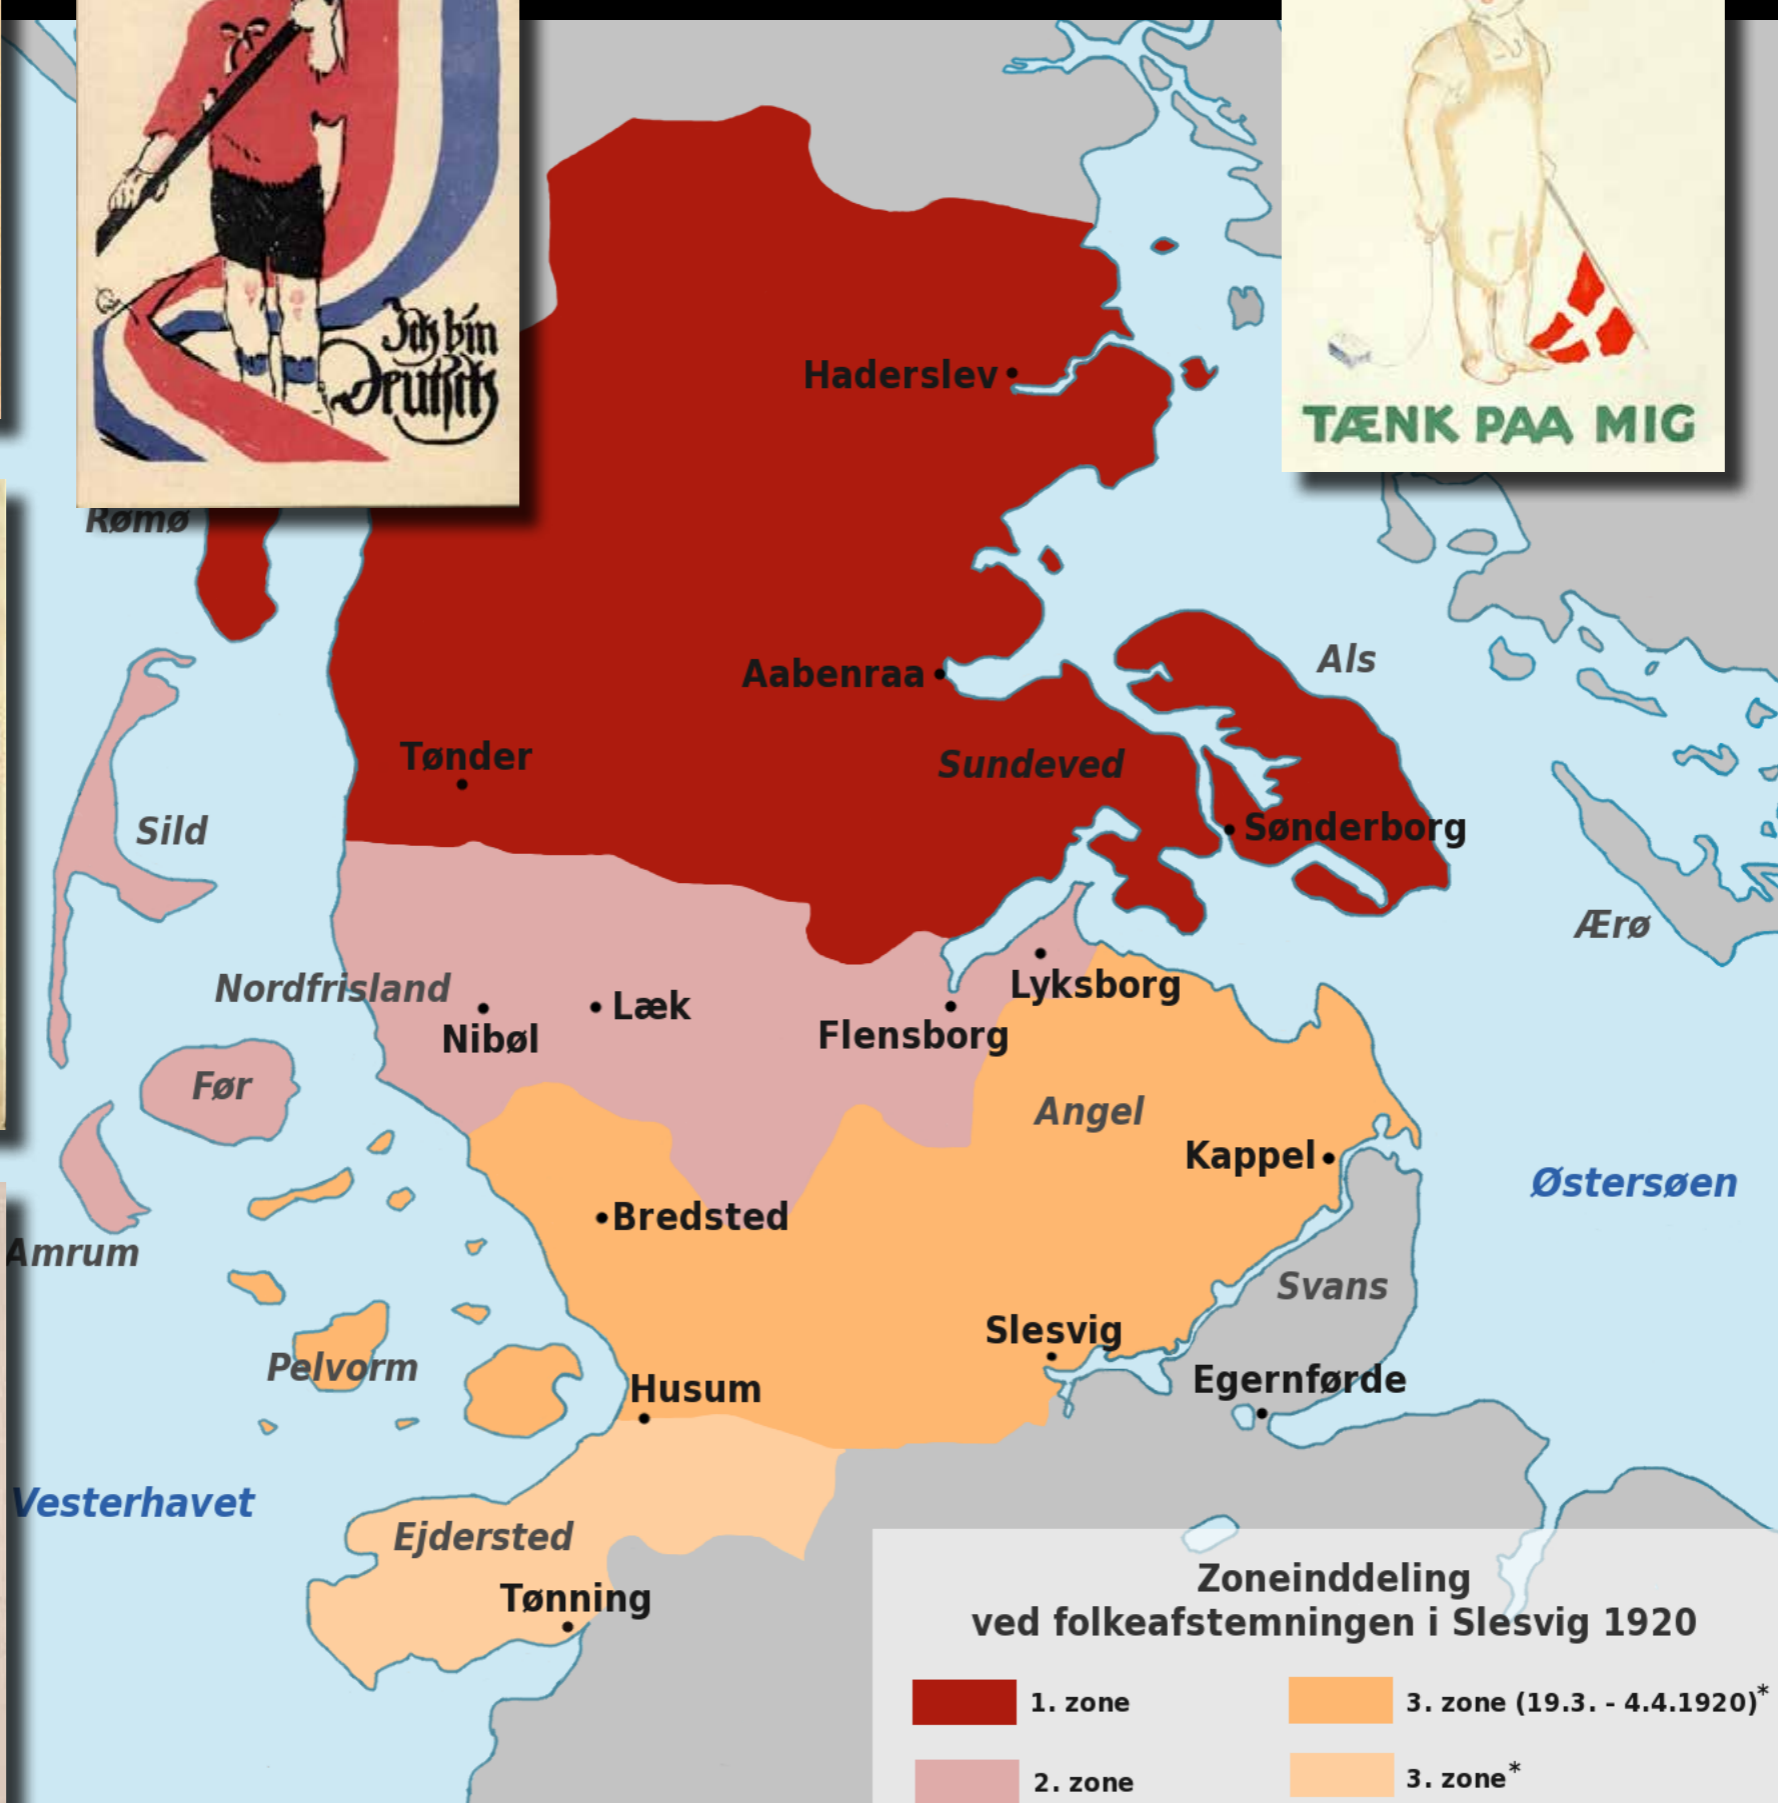 Ich bin
Deutsch
TÆNK PAA MIG
Haderslev
Rømø
Als
Aabenraa
Tønder
Sundeved
Sild
Sønderborg
Ærø
Nordfrisland
Lyksborg
Læk
Nibøl
Flensborg
Før
Angel
Kappel
Østersøen
Bredsted
Amrum
Svans
Slesvig
Pelvorm
Husum
Egernførde
Vesterhavet
Ejdersted
Tønning
Zoneinddeling
ved folkeafstemningen i Slesvig 1920
1. zone
3. zone (19.3. - 4.4.1920)*
2. zone
3. zone*